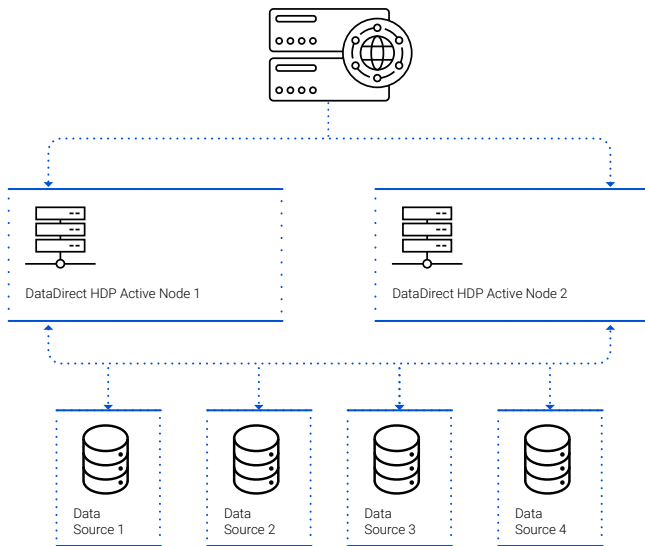 DataDirect HDP Active Node 1
DataDirect HDP Active Node 2
Data
Source 1
Data
Source 2
Data
Source 3
Data
Source 4